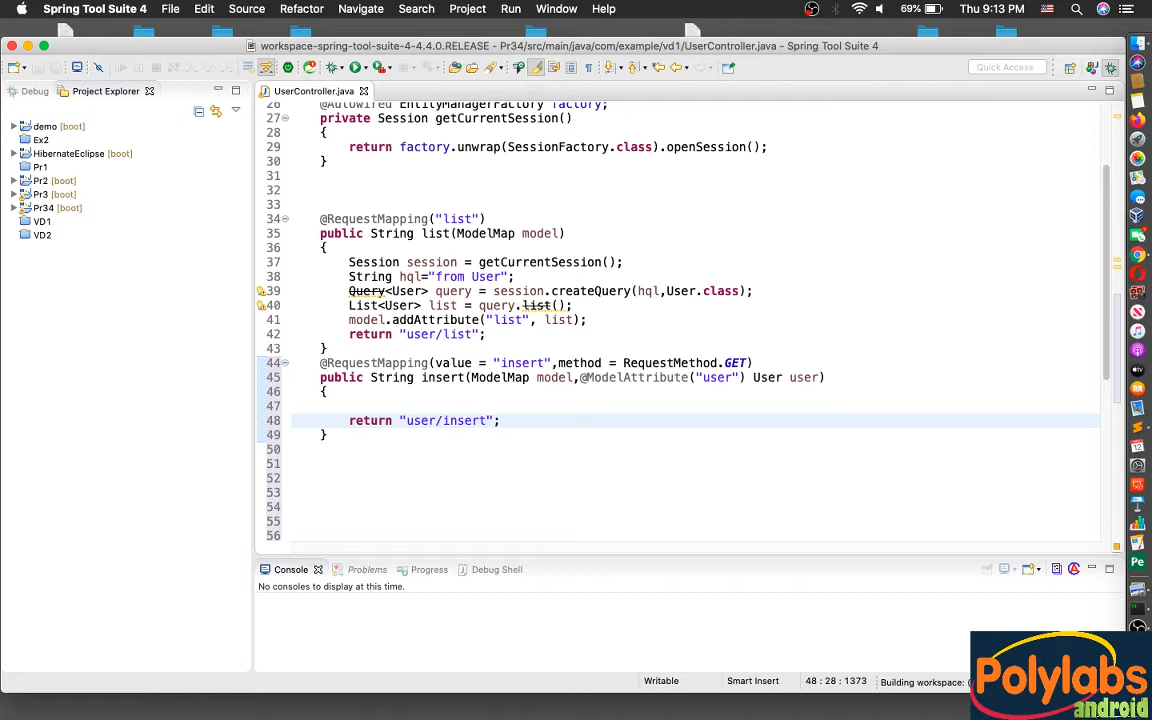 Spring Tool Suite 4 File Edit Source Refactor Navigate Search Project Run Window Help 69% Thu 9:13 PM
workspace-spring-tool-suite-4-4.4.0.RELEASE - Pr34/src/main/java/com/example/vd1/UserController.java - Spring Tool Suite 4
Quick Access
Debug Project Explorer
UserController.java
demo [boot]
Ex2
HibernateEclipse [boot]
Pr1
Pr2 [boot]
Pr3 [boot]
Pr34 [boot]
VD1
VD2
26 @Autowired EntityManagerFactory factory;
27 private Session getCurrentSession()
28 {
29 return factory.unwrap(SessionFactory.class).openSession();
30 }
31
32
33
34 @RequestMapping("list")
35 public String list(ModelMap model)
36 {
37 Session session = getCurrentSession();
38 String hql="from User";
39 Query<User> query = session.createQuery(hql,User.class);
40 List<User> list = query.list();
41 model.addAttribute("list", list);
42 return "user/list";
43 }
44 @RequestMapping(value = "insert",method = RequestMethod.GET)
45 public String insert(ModelMap model,@ModelAttribute("user") User user)
46 {
47
48 return "user/insert";
49 }
50
51
52
53
54
55
56
Console Problems Progress Debug Shell
No consoles to display at this time.
Writable Smart Insert 48 : 28 : 1373 Building workspace: (
Pe
Polylabs
android